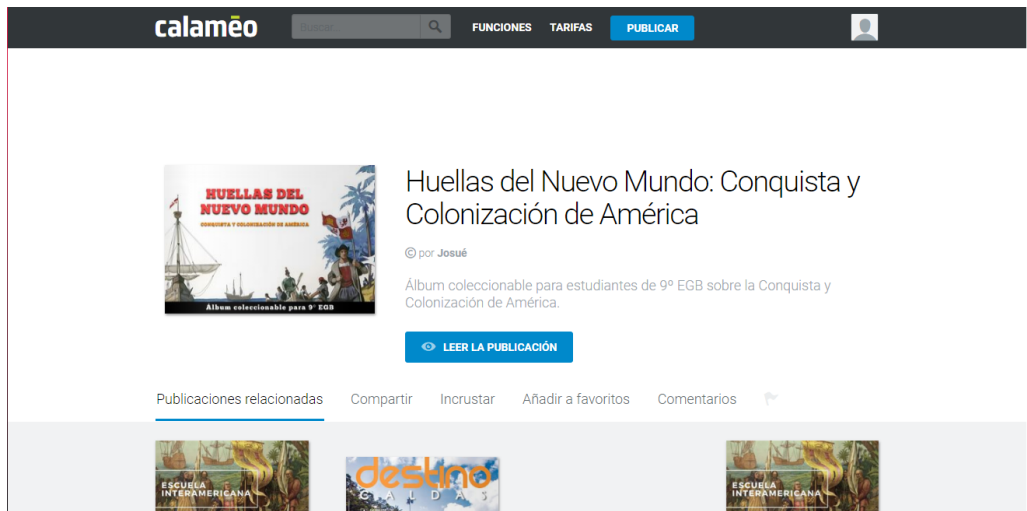 calamēo
Buscar...
FUNCIONES
TARIFAS
PUBLICAR
HUELLAS DEL
NUEVO MUNDO
CONQUISTA Y COLONIZACIÓN DE AMÉRICA
Álbum coleccionable para 9° EGB
Huellas del Nuevo Mundo: Conquista y
Colonización de América
© por Josué
Álbum coleccionable para estudiantes de 9º EGB sobre la Conquista y
Colonización de América.
LEER LA PUBLICACIÓN
Publicaciones relacionadas
Compartir
Incrustar
Añadir a favoritos
Comentarios
ESCUELA
INTERAMERICANA
destino
CALDAS
ESCUELA
INTERAMERICANA